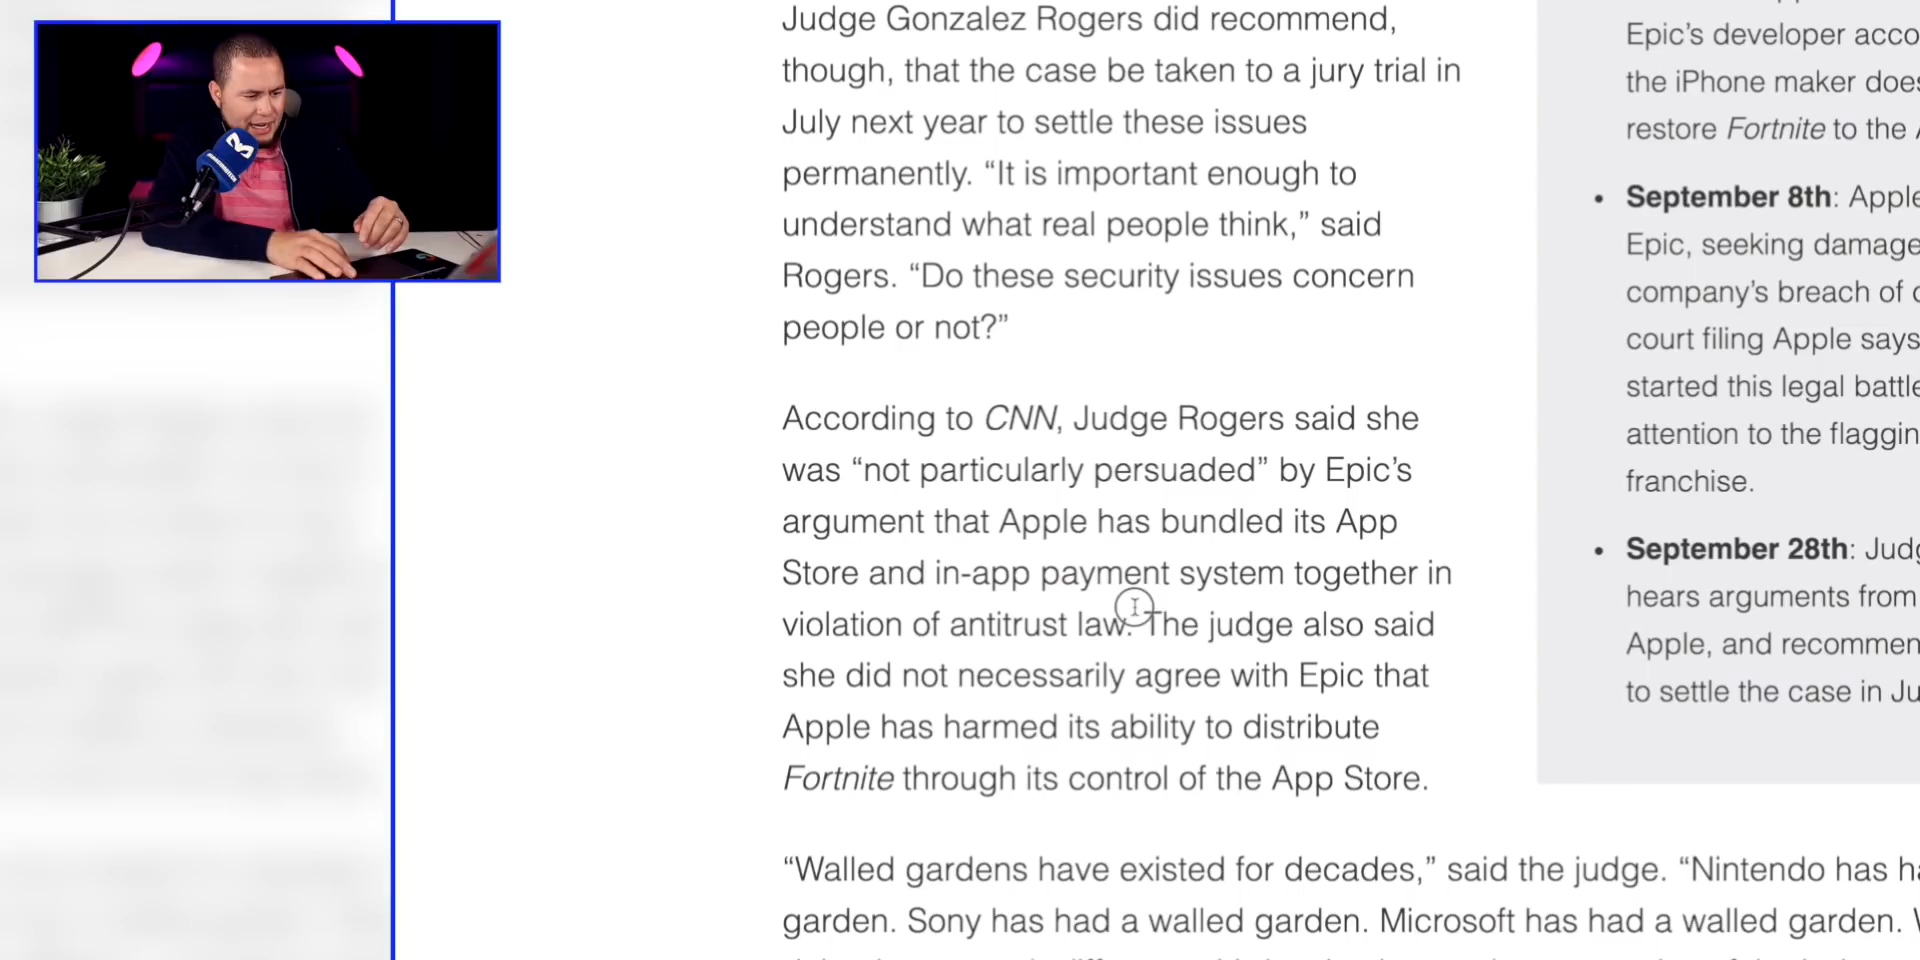 Judge Gonzalez Rogers did recommend,
though, that the case be taken to a jury trial in
July next year to settle these issues
permanently. “It is important enough to
understand what real people think,” said
Rogers. “Do these security issues concern
people or not?”
According to CNN, Judge Rogers said she
was “not particularly persuaded” by Epic’s
argument that Apple has bundled its App
Store and in-app payment system together in
violation of antitrust law. The judge also said
she did not necessarily agree with Epic that
Apple has harmed its ability to distribute
Fortnite through its control of the App Store.
“Walled gardens have existed for decades,” said the judge. “Nintendo has
garden. Sony has had a walled garden. Microsoft has had a walled garden.
Epic’s developer
the iPhone maker
restore Fortnite to the
• September 8th: Apple
Epic, seeking
company’s breach of
court filing Apple says
started this legal
attention to the
franchise.
• September 28th:
hears arguments from
Apple, and
to settle the case in